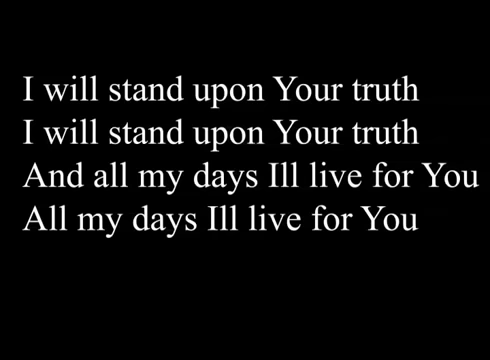 I will stand upon Your truth
I will stand upon Your truth
And all my days Ill live for You
All my days Ill live for You